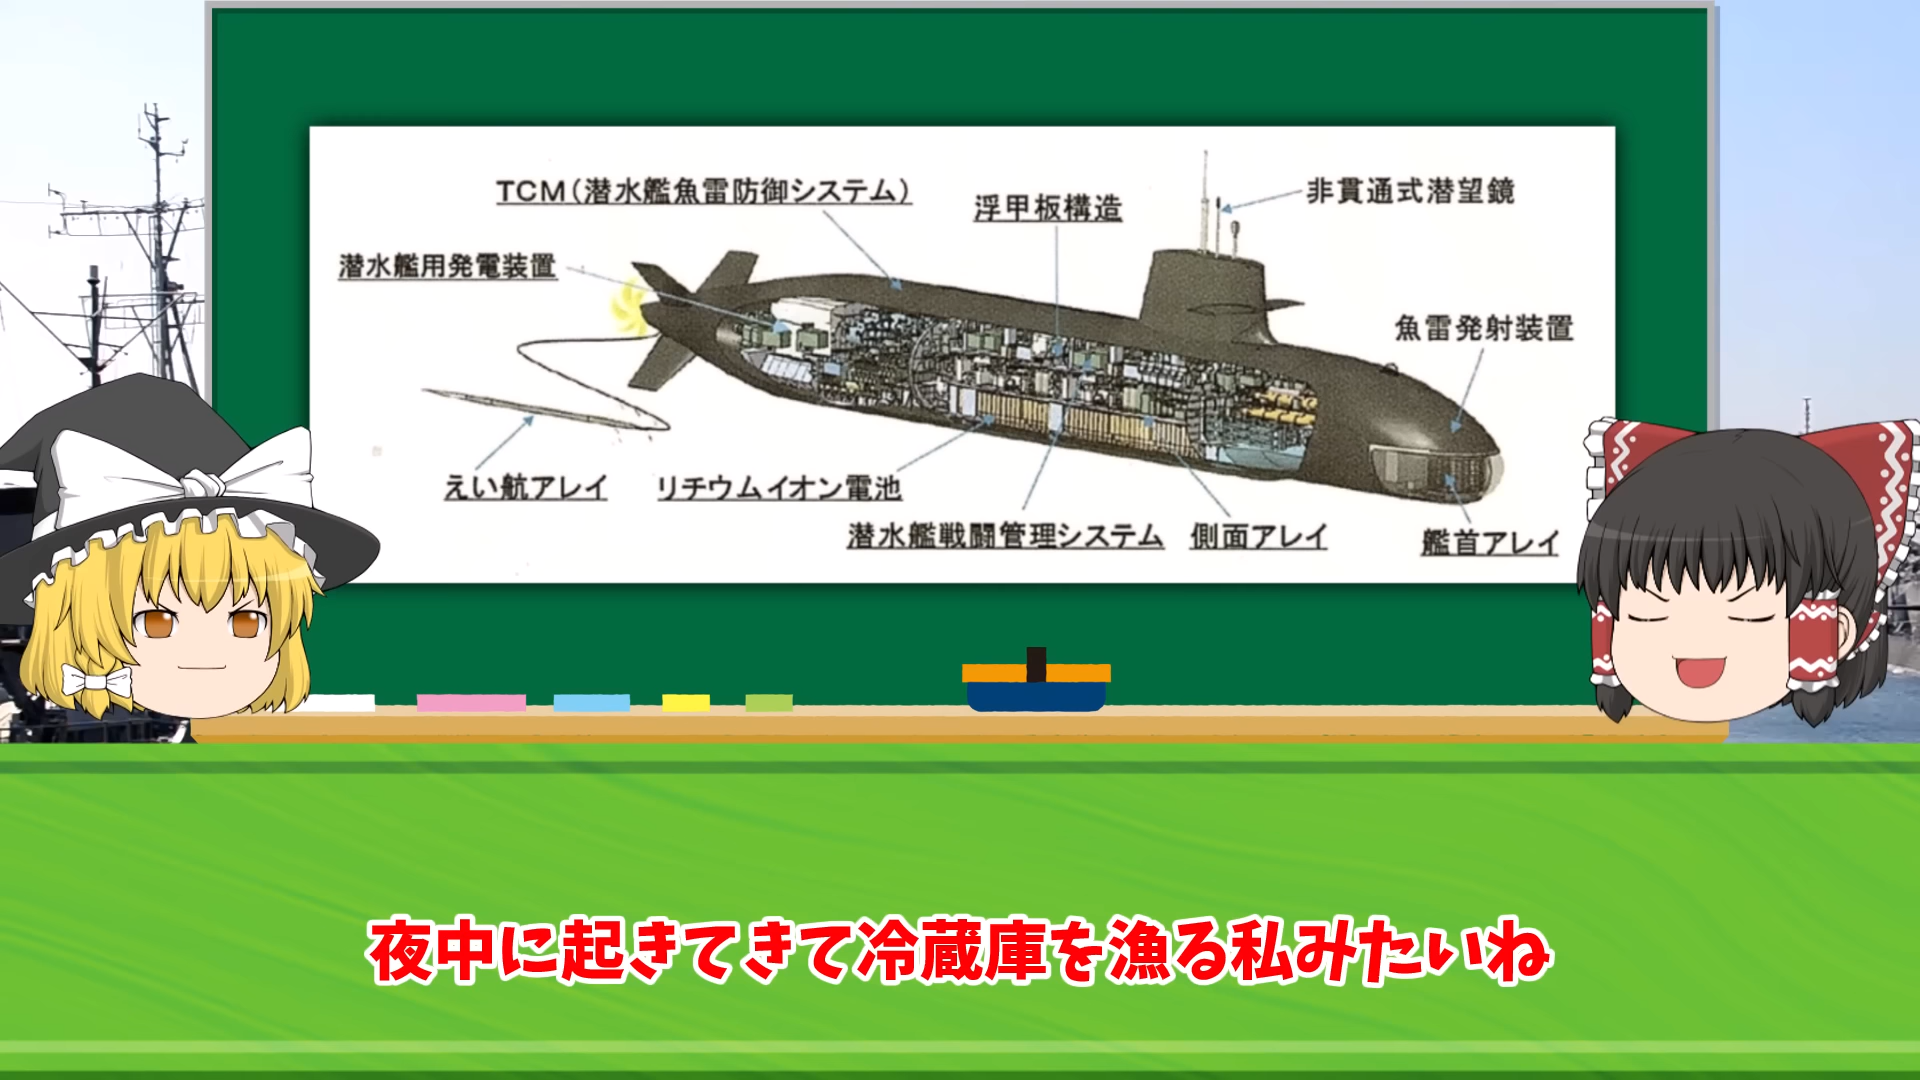 TCM(潜水艦魚雷防御システム)
浮甲板構造
非貫通式潜望鏡
潜水艦用発電装置
魚雷発射装置
えい航アレイ
リチウムイオン電池
潜水艦戦闘管理システム
側面アレイ
艦首アレイ
夜中に起きてきて冷蔵庫を漁る私みたいね